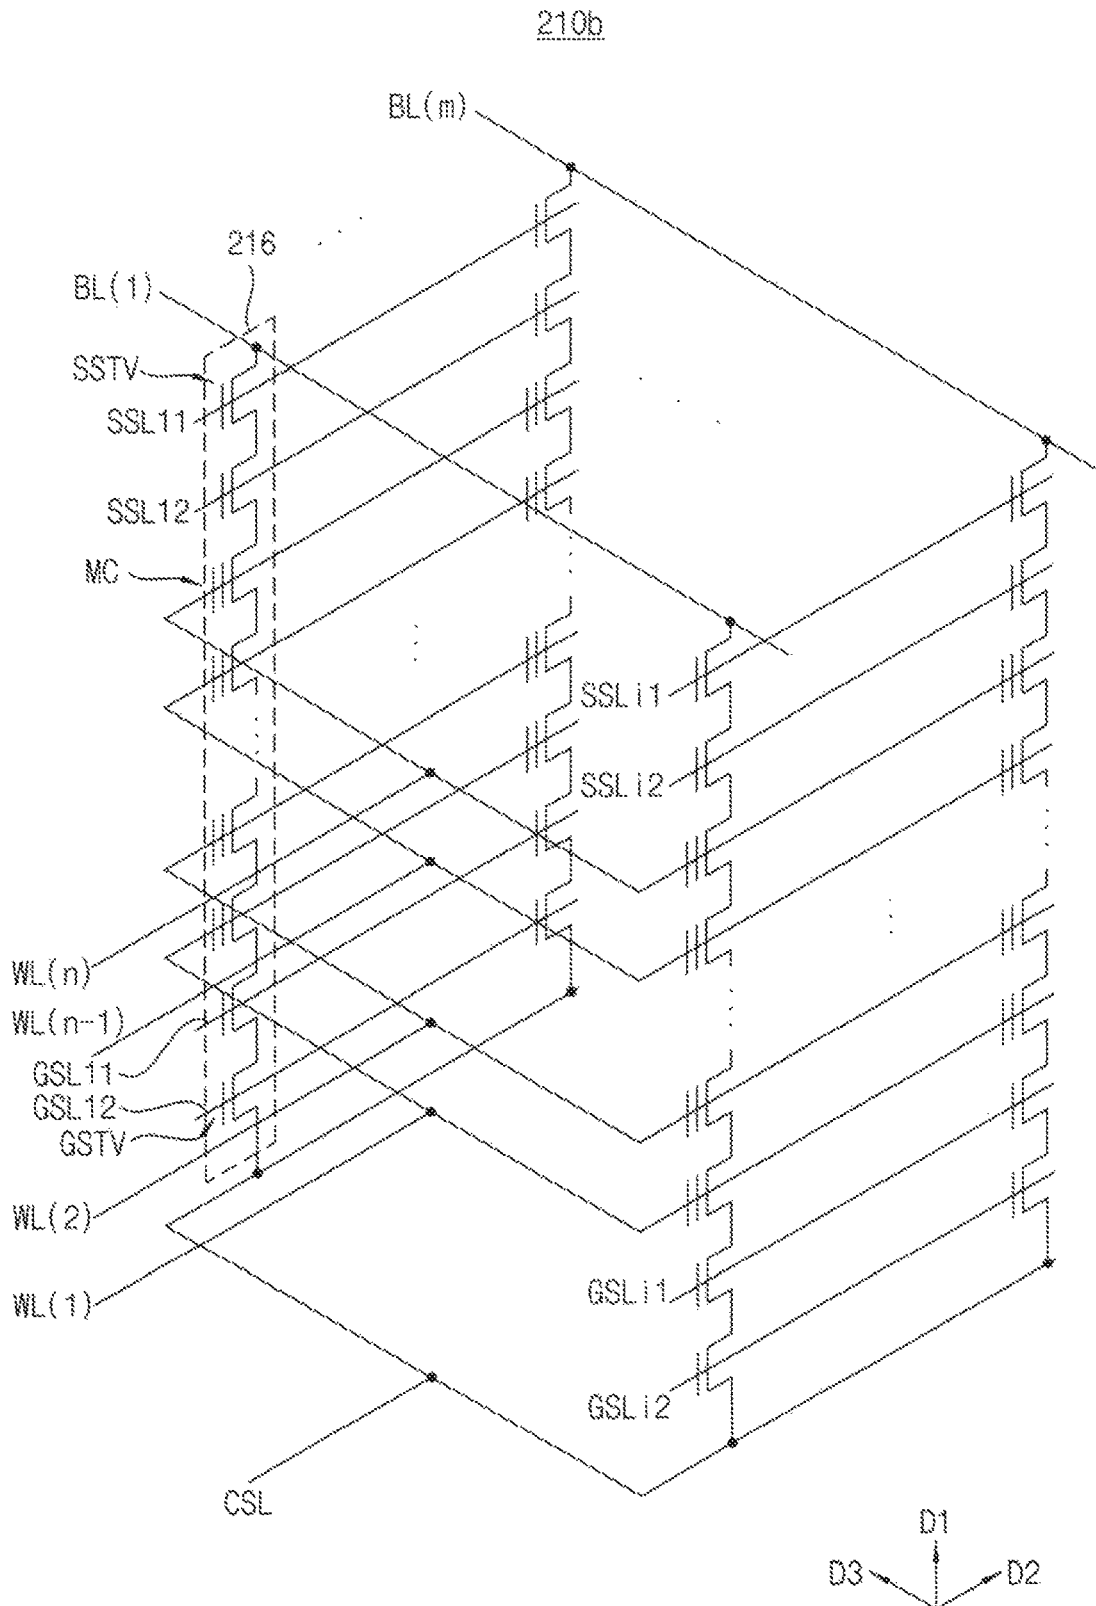 210b
BL(m)
216
BL(1)
SSTV
SSL11
SSL12
MC
SSLi1
SSLi2
WL(n)
WL(n-1)
GSL11
GSL12
GSTV
WL(2)
WL(1)
GSLi1
GSLi2
CSL
D1
D3
D2